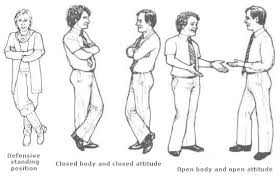 Defensive
standing
position
Closed body and closed attitude
Open body and open attitude